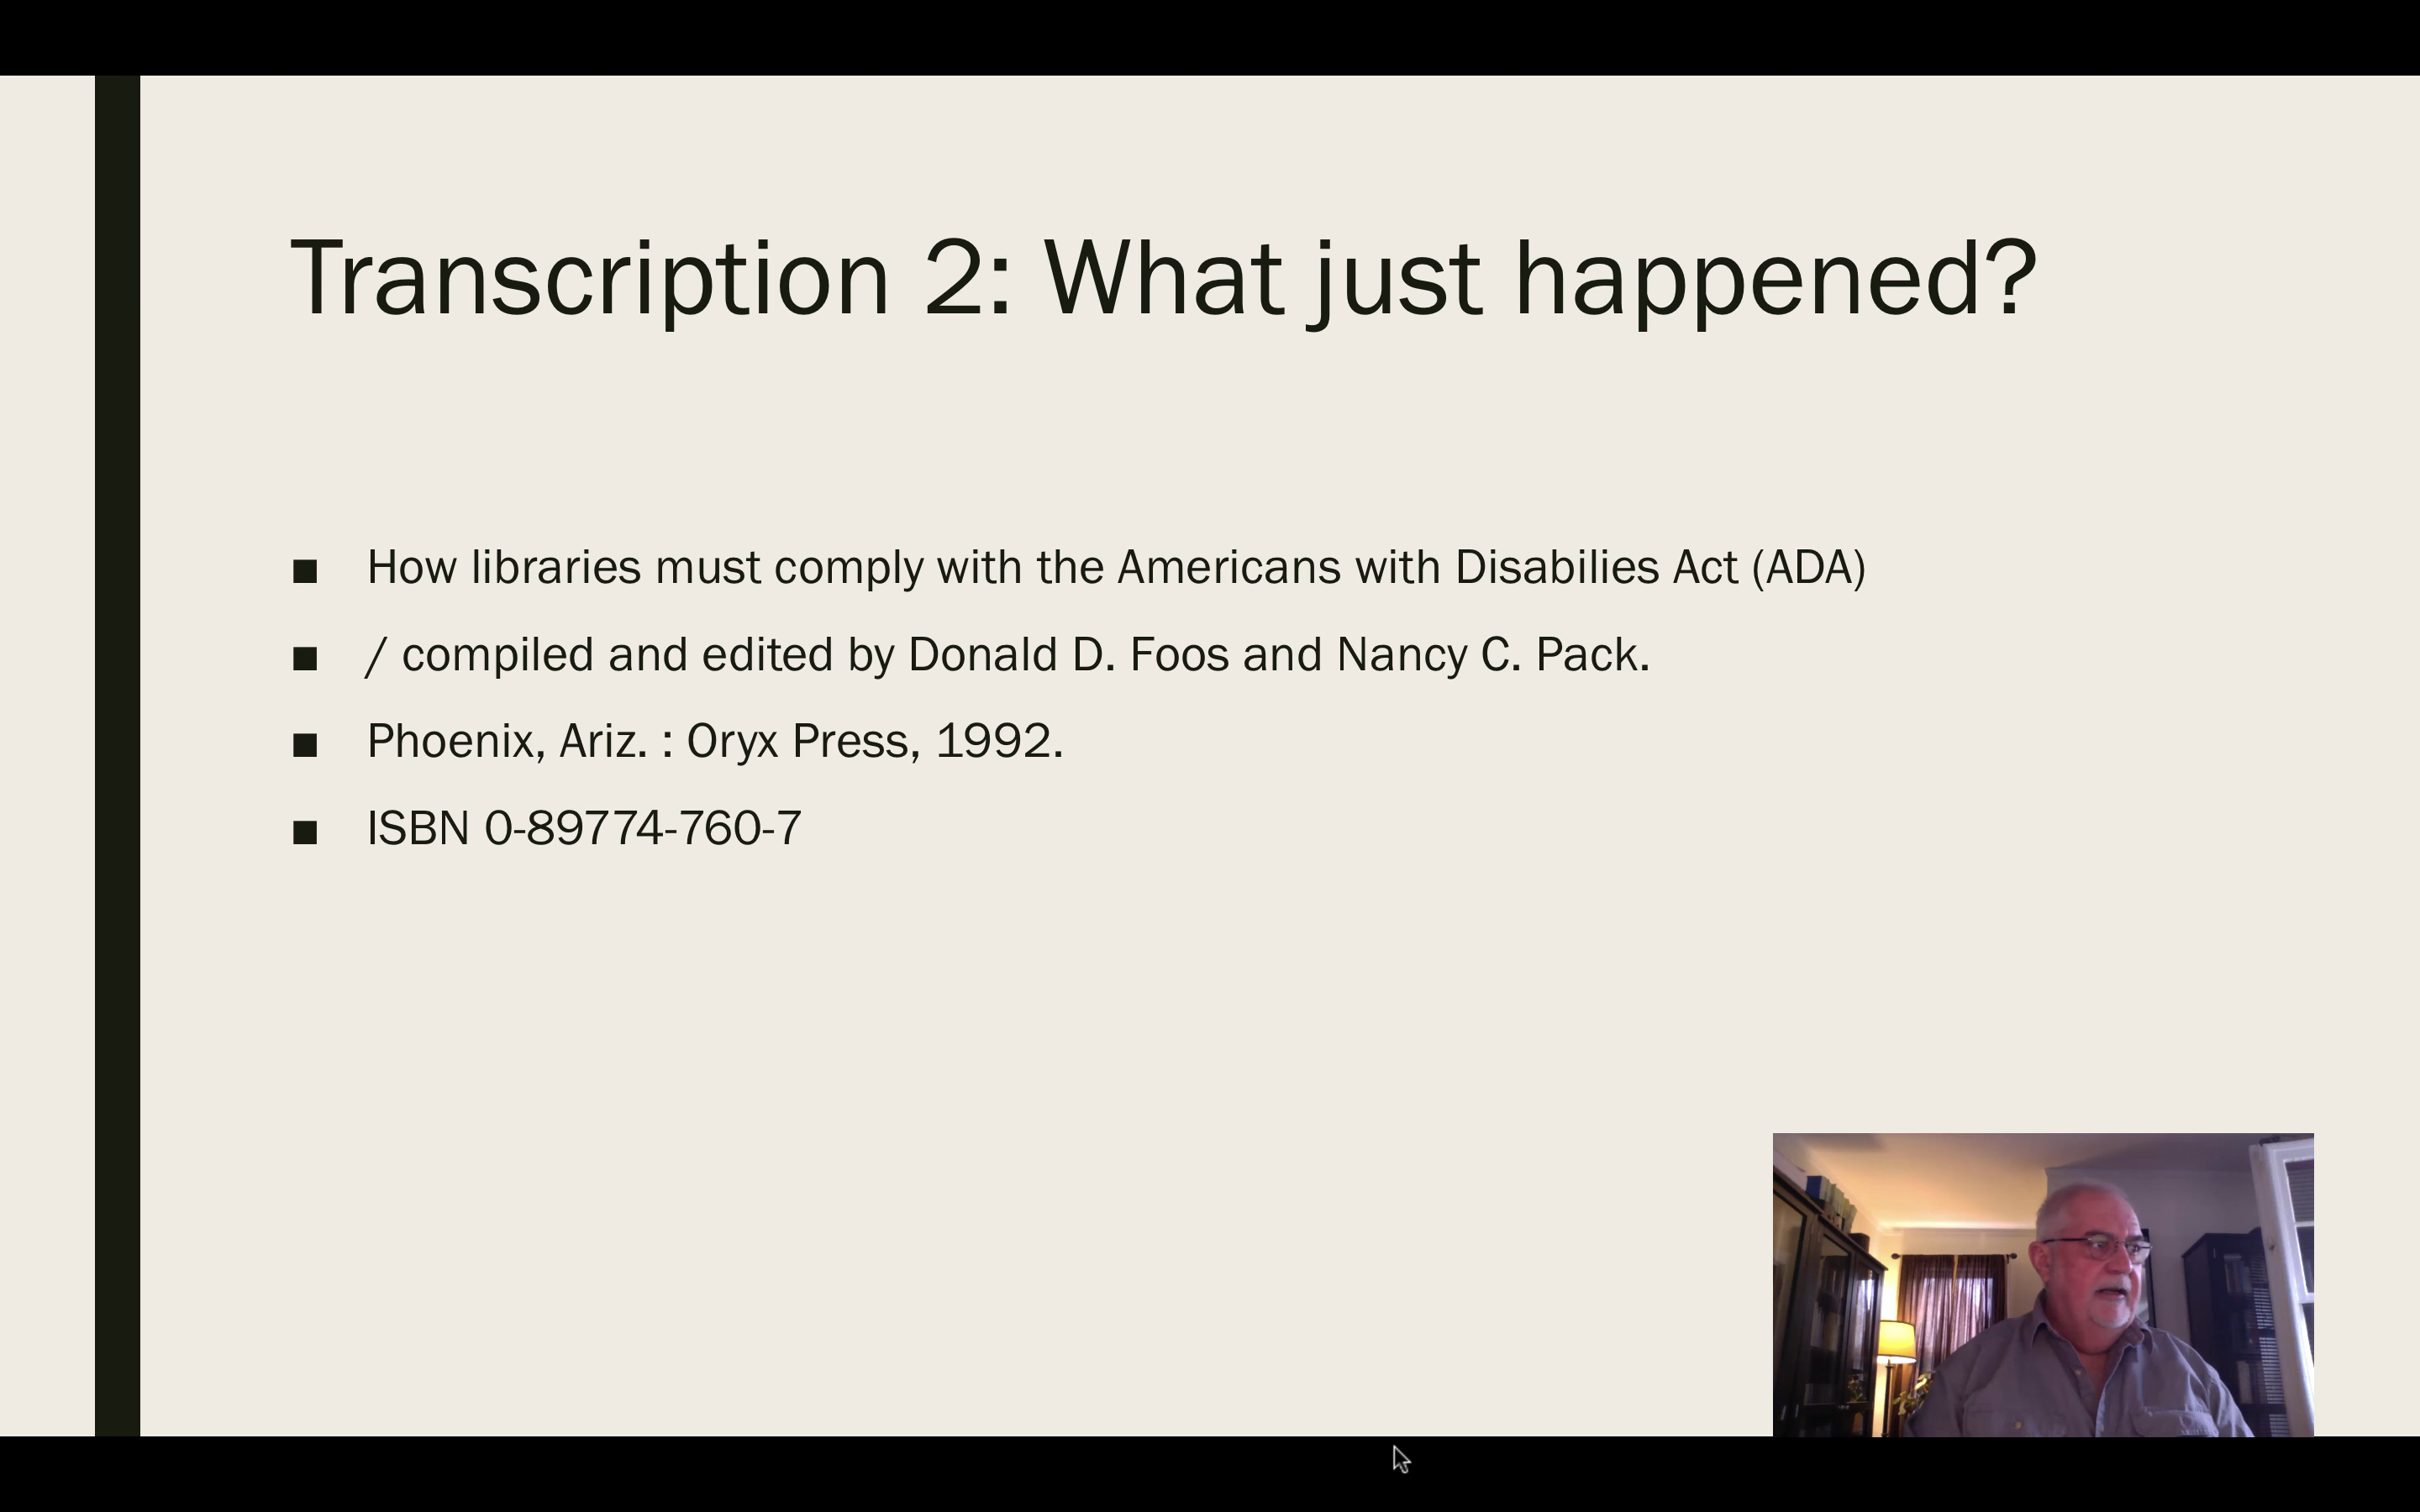 Transcription 2: What just happened?
■ How libraries must comply with the Americans with Disabilies Act (ADA)
■ / compiled and edited by Donald D. Foos and Nancy C. Pack.
■ Phoenix, Ariz. : Oryx Press, 1992.
■ ISBN 0-89774-760-7